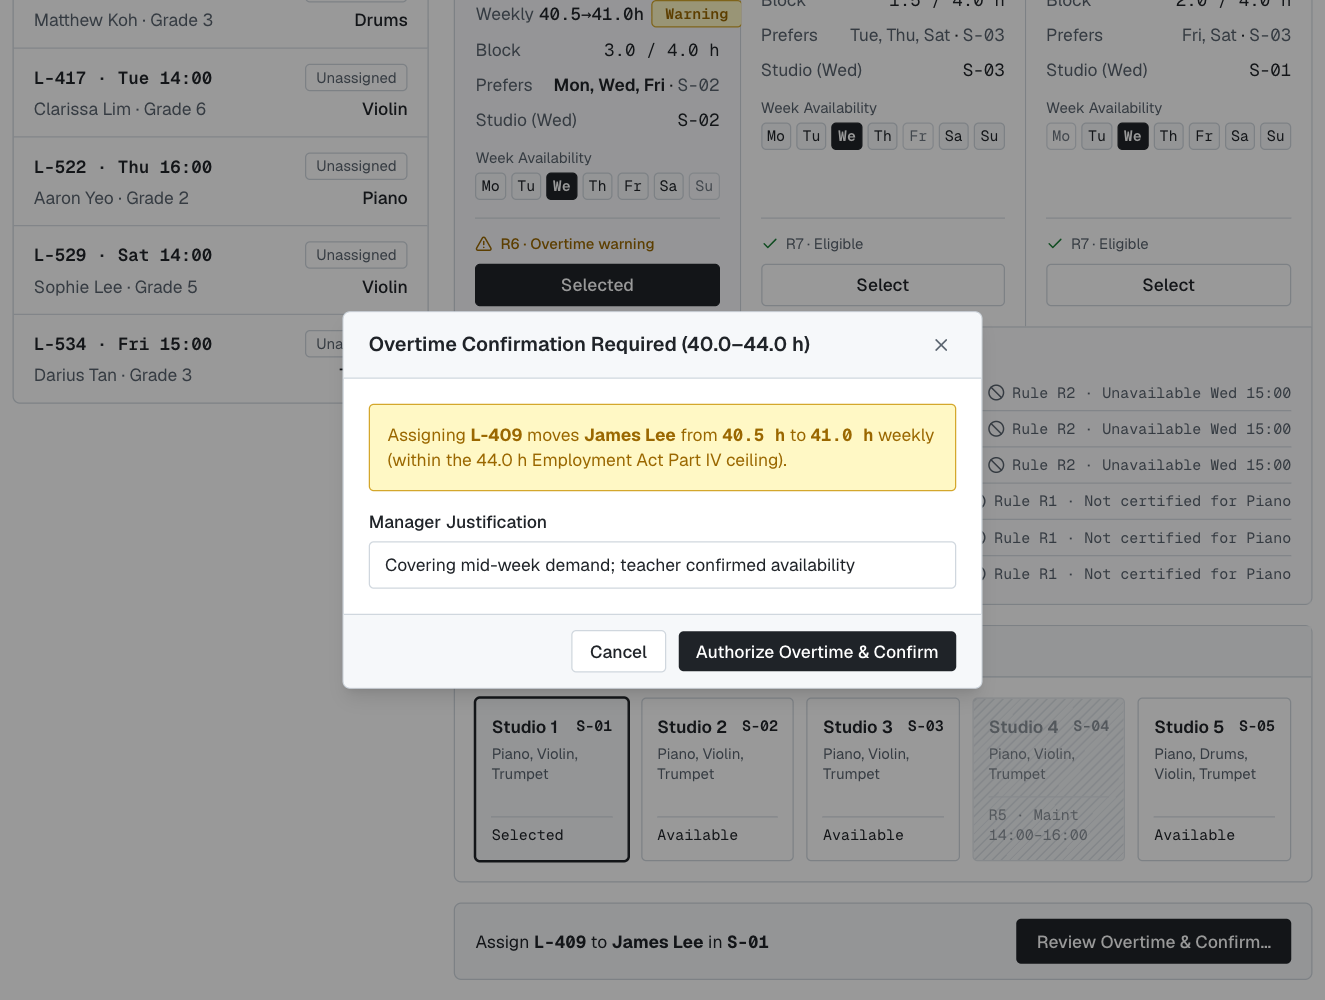 Matthew Koh · Grade 3
Drums
L-417 · Tue 14:00
Unassigned
Clarissa Lim · Grade 6
Violin
L-522 · Thu 16:00
Unassigned
Aaron Yeo · Grade 2
Piano
L-529 · Sat 14:00
Unassigned
Sophie Lee · Grade 5
Violin
L-534 · Fri 15:00
Una
Darius Tan · Grade 3
Weekly 40.5→41.0h Warning
Block 3.0 / 4.0 h
Prefers Mon, Wed, Fri · S-02
Studio (Wed) S-02
Week Availability
Mo Tu We Th Fr Sa Su
R6 · Overtime warning
Selected
Block 1.5 / 4.0 h
Prefers Tue, Thu, Sat · S-03
Studio (Wed) S-03
Week Availability
Mo Tu We Th Fr Sa Su
R7 · Eligible
Select
Block 2.0 / 4.0 h
Prefers Fri, Sat · S-03
Studio (Wed) S-01
Week Availability
Mo Tu We Th Fr Sa Su
R7 · Eligible
Select
Rule R2 · Unavailable Wed 15:00
Rule R2 · Unavailable Wed 15:00
Rule R2 · Unavailable Wed 15:00
Rule R1 · Not certified for Piano
Rule R1 · Not certified for Piano
Rule R1 · Not certified for Piano
Overtime Confirmation Required (40.0–44.0 h)
Assigning L-409 moves James Lee from 40.5 h to 41.0 h weekly
(within the 44.0 h Employment Act Part IV ceiling).
Manager Justification
Covering mid-week demand; teacher confirmed availability
Cancel
Authorize Overtime & Confirm
Studio 1 S-01
Piano, Violin,
Trumpet
Selected
Studio 2 S-02
Piano, Violin,
Trumpet
Available
Studio 3 S-03
Piano, Violin,
Trumpet
Available
Studio 4 S-04
Piano, Violin,
Trumpet
R5 · Maint
14:00–16:00
Studio 5 S-05
Piano, Drums,
Violin, Trumpet
Available
Assign L-409 to James Lee in S-01
Review Overtime & Confirm…